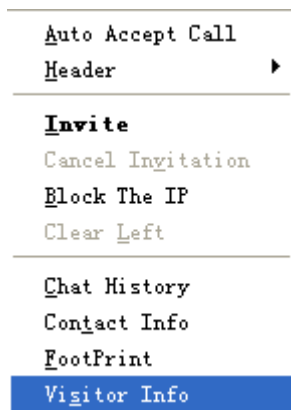 Auto Accept Call
Header
Invite
Cancel Invitation
Block The IP
Clear Left
Chat History
Contact Info
FootPrint
Visitor Info